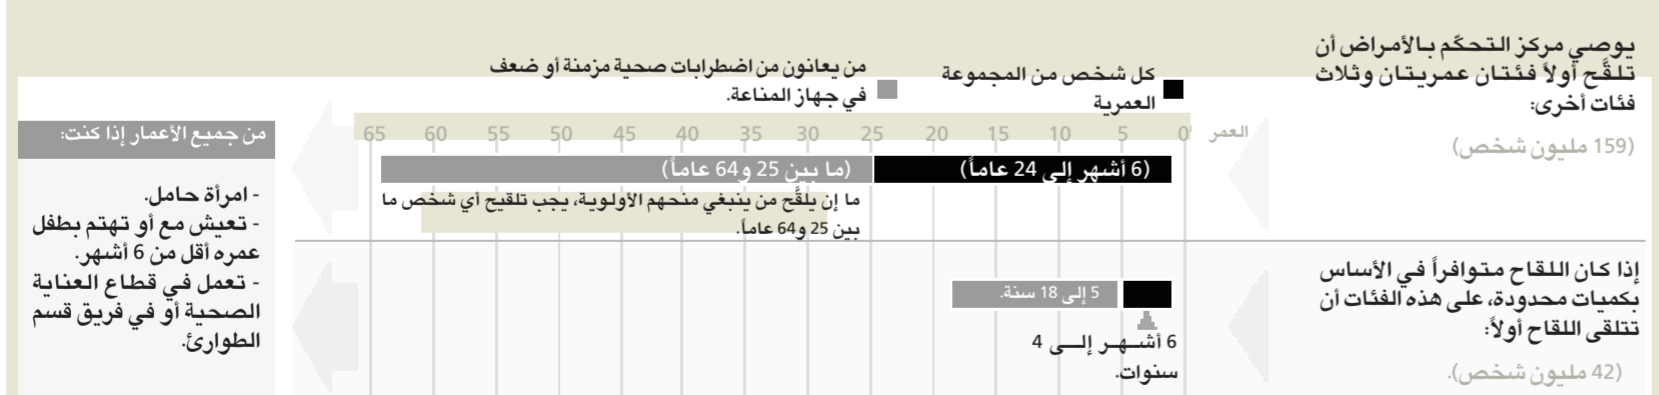 يوصي مركز التحكّم بالأمراض أن
تلقَّح أولاً فئتان عمريتان وثلاث
فئات أخرى:
(159 مليون شخص)
كل شخص من المجموعة
العمرية
من يعانون من اضطرابات صحية مزمنة أو ضعف
في جهاز المناعة.
العمر
0' 5 10 15 20 25 30 35 40 45 50 55 60 65
(6 أشهر إلى 24 عاماً)
(ما بين 25 و64 عاماً)
ما إن يلقَّح من ينبغي منحهم الأولوية، يجب تلقيح أي شخص ما
بين 25 و64 عاماً.
من جميع الأعمار إذا كنت:
- امرأة حامل.
- تعيش مع أو تهتم بطفل
عمره أقل من 6 أشهر.
- تعمل في قطاع العناية
الصحية أو في فريق قسم
الطوارئ.
إذا كان اللقاح متوافراً في الأساس
بكميات محدودة، على هذه الفئات أن
تتلقى اللقاح أولاً:
(42 مليون شخص).
5 إلى 18 سنة.
6 أشــهــر إلـــى 4
سنوات.